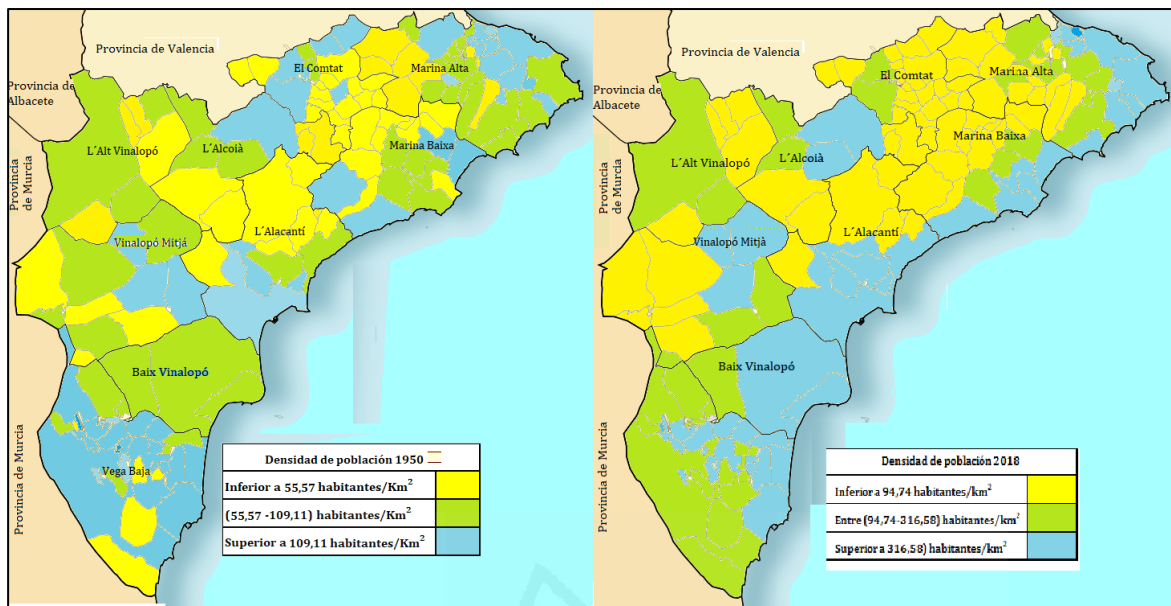 Provincia de Valencia
El Comtat
Marina Alta
Provincia de
Albacete
L´Alt Vinalopó
L´Alcoià
Marina Baixa
Provincia
de Murcia
L´Alacantí
Vinalopó Mitjá
Baix Vinalopó
Provincia de Murcia
Vega Baja
Densidad de población 1950
Inferior a 55,57 habitantes/Km²
(55,57 -109,11) habitantes/Km²
Superior a 109,11 habitantes/Km²
Provincia de Valencia
El Comtat
Marina Alta
Provincia de
Albacete
Marina Baixa
L´Alt Vinalopó
L´Alcoià
Provincia
de Murcia
Vinalopó Mitjà
L´Alacantí
Baix Vinalopó
Provincia de Murcia
Densidad de población 2018
Inferior a 94,74 habitantes/km²
Entre (94,74-316,58) habitantes/km²
Superior a 316,58) habitantes/km²